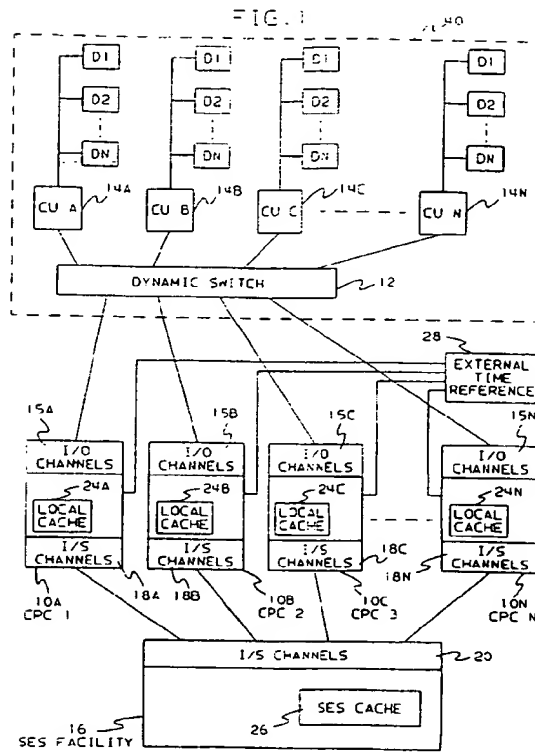 FIG.1
40
D1 D1 D1 D1
D2 D2 D2 D2
DN DN DN DN
14A 14B 14C 14N
CU A CU B CU C CU N
DYNAMIC SWITCH
12
28
EXTERNAL
TIME
REFERENCE
15A 15B 15C 15N
I/O CHANNELS I/O CHANNELS I/O CHANNELS I/O CHANNELS
24A 24B 24C 24N
LOCAL CACHE LOCAL CACHE LOCAL CACHE LOCAL CACHE
I/S CHANNELS I/S CHANNELS I/S CHANNELS I/S CHANNELS
18A 18B 18C 18N
10A 10B 10C 10N
CPC 1 CPC 2 CPC 3 CPC N
I/S CHANNELS
20
SES CACHE
26
16
SES FACILITY